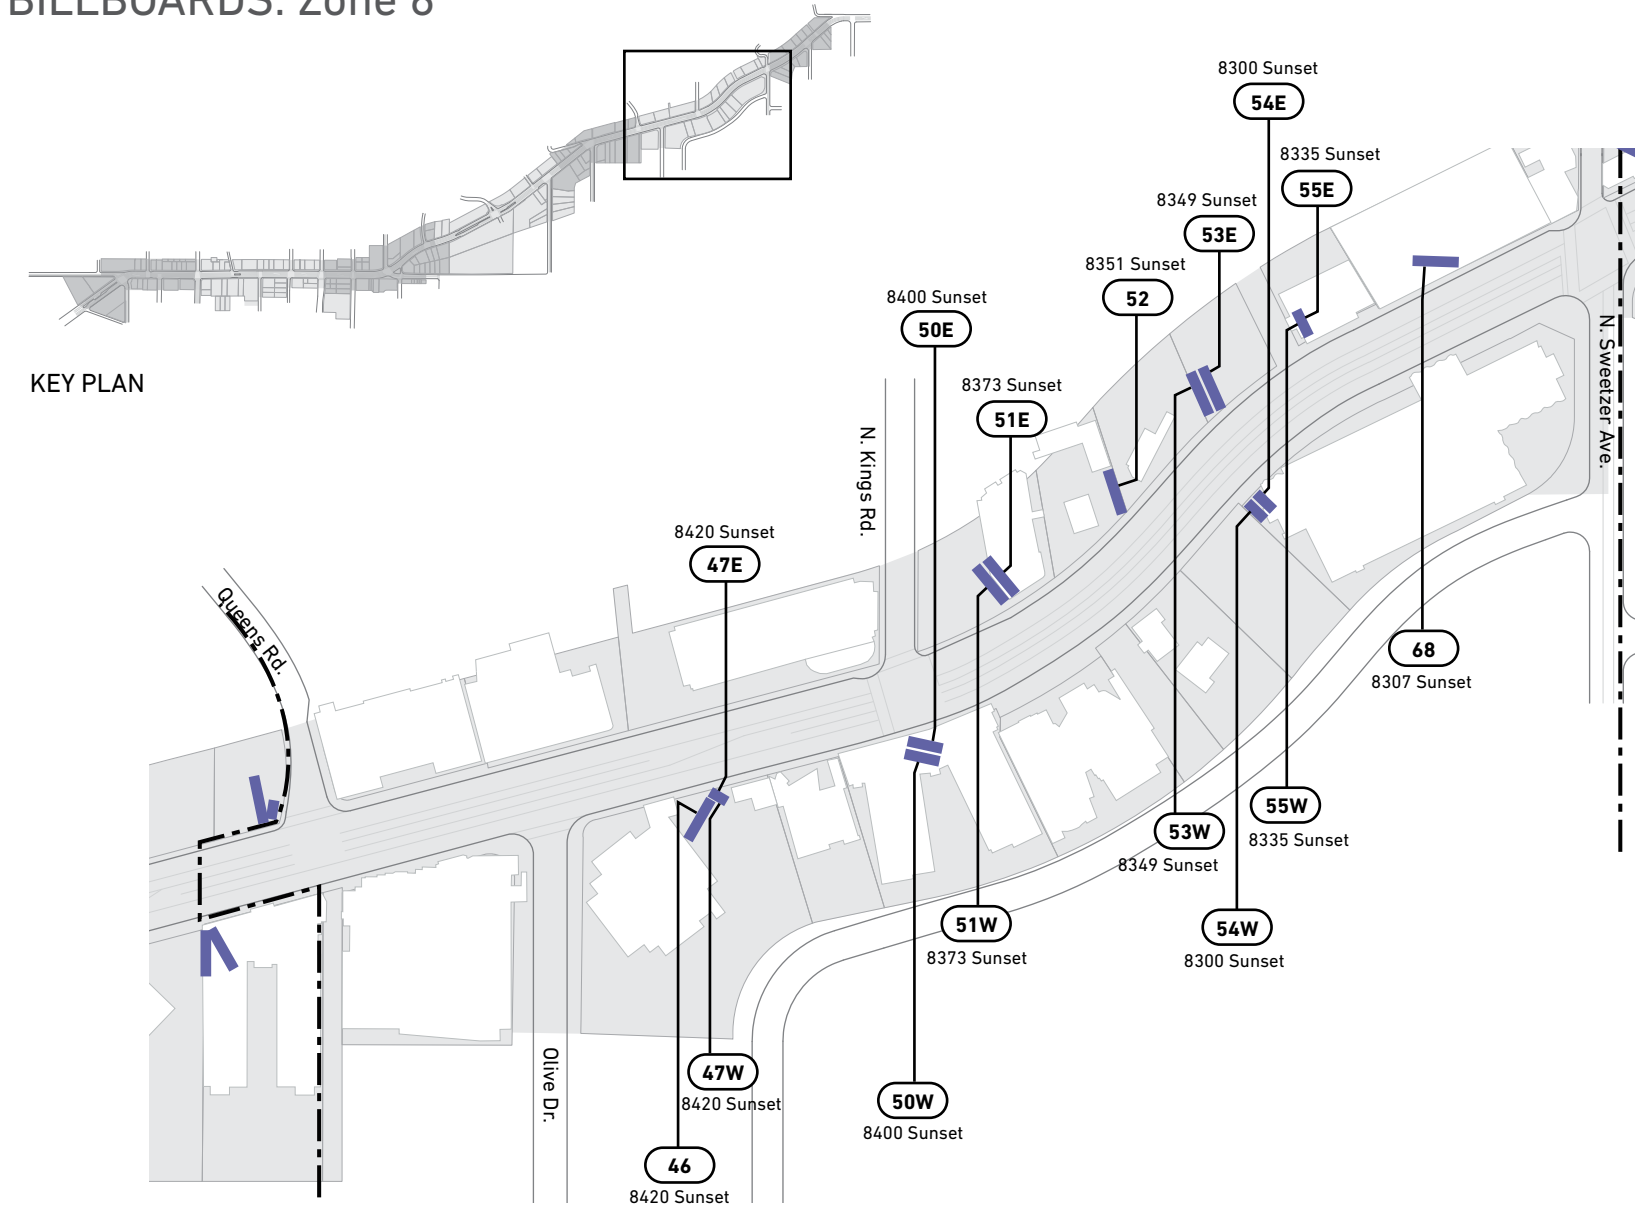 BILLBOARDS: Zone 6
8300 Sunset
54E
8335 Sunset
55E
8349 Sunset
53E
8351 Sunset
52
8400 Sunset
50E
KEY PLAN
8373 Sunset
51E
N. Sweetzer Ave.
N. Kings Rd.
8420 Sunset
47E
Queens Rd.
68
8307 Sunset
55W
8335 Sunset
53W
8349 Sunset
51W
8373 Sunset
54W
8300 Sunset
Olive Dr.
47W
8420 Sunset
50W
8400 Sunset
46
8420 Sunset